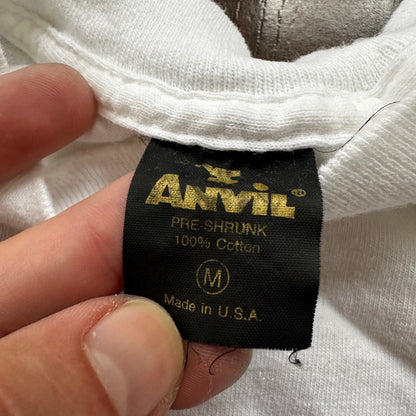 ANVIL®
PRE-SHRUNK
100% Cotton
M
Made in U.S.A.